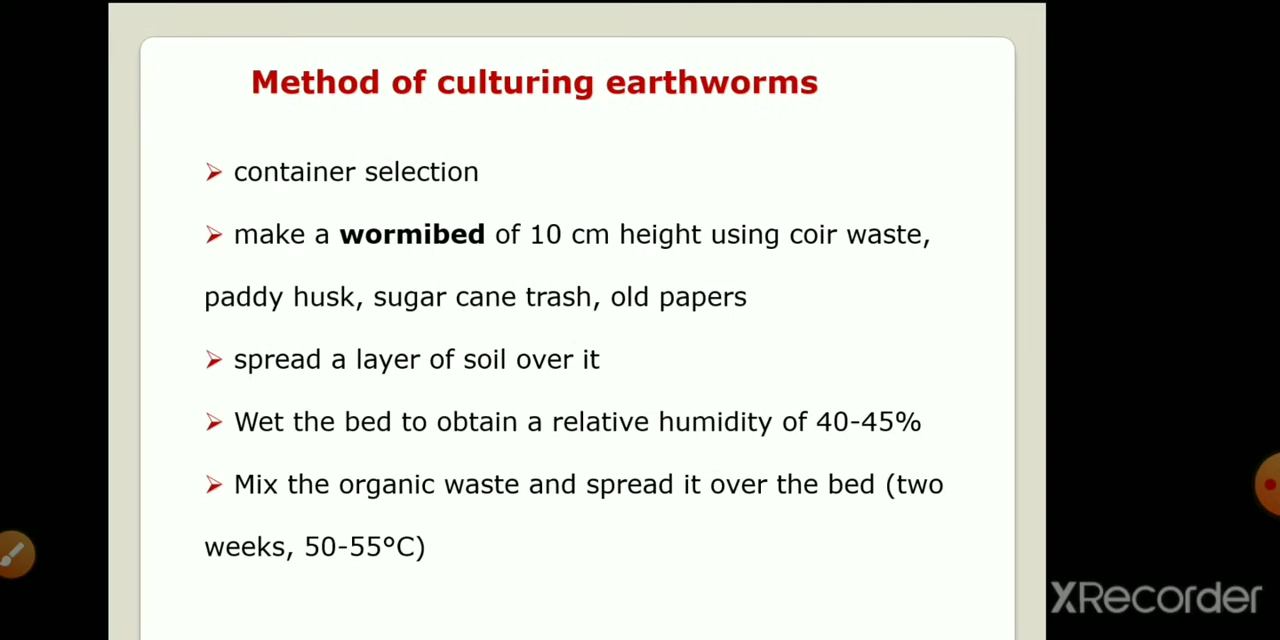 Method of culturing earthworms
container selection
make a wormibed of 10 cm height using coir waste,
paddy husk, sugar cane trash, old papers
spread a layer of soil over it
Wet the bed to obtain a relative humidity of 40-45%
Mix the organic waste and spread it over the bed (two
weeks, 50-55°C)
XRecorder